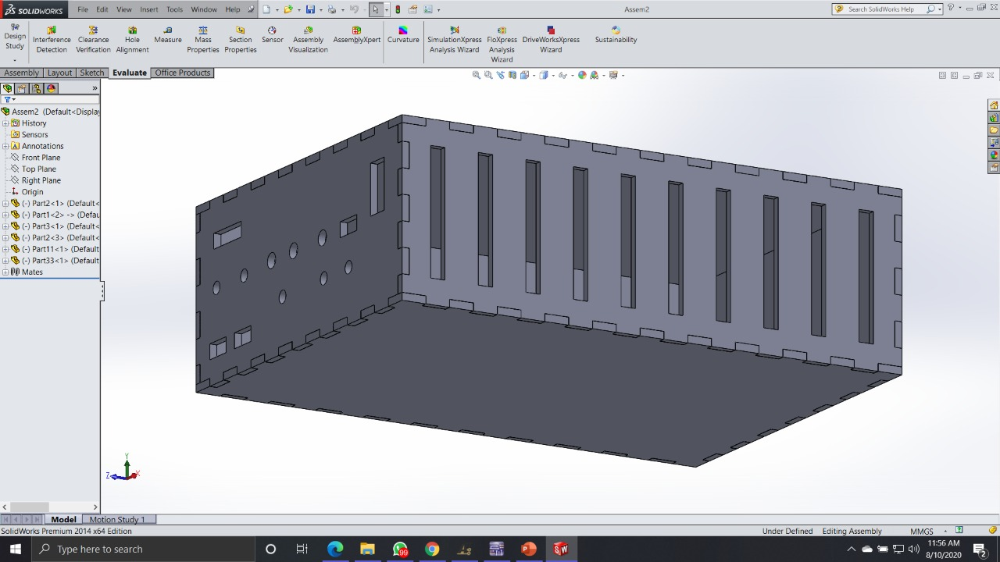 SOLIDWORKS File Edit View Insert Tools Window Help Assem2 Search SolidWorks Help
Design Study
Interference Detection
Clearance Verification
Hole Alignment
Measure
Mass Properties
Section Properties
Sensor
Assembly Visualization
AssemblyXpert
Curvature
SimulationXpress Analysis Wizard
FloXpress Analysis Wizard
DriveWorksXpress Wizard
Sustainability
Assembly Layout Sketch Evaluate Office Products
Assem2 (Default<Display
History
Sensors
Annotations
Front Plane
Top Plane
Right Plane
Origin
(-) Part2<1> (Default<
(-) Part1<2> -> (Defau
(-) Part3<1> (Default<
(-) Part2<3> (Default<
(-) Part11<1> (Default
(-) Part33<1> (Default
Mates
Y
Z X
Model Motion Study 1
SolidWorks Premium 2014 x64 Edition Under Defined Editing Assembly MMGS
Type here to search 99 11:56 AM
8/10/2020 2